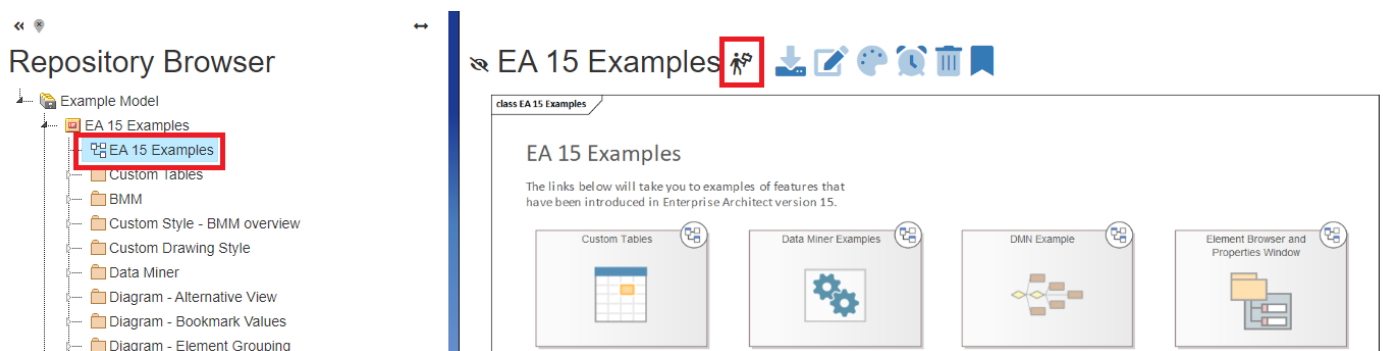 Repository Browser
Example Model
EA 15 Examples
EA 15 Examples
Custom Tables
BMM
Custom Style - BMM overview
Custom Drawing Style
Data Miner
Diagram - Alternative View
Diagram - Bookmark Values
Diagram - Element Grouping
EA 15 Examples
class EA 15 Examples
EA 15 Examples
The links below will take you to examples of features that
have been introduced in Enterprise Architect version 15.
Custom Tables
Data Miner Examples
DMN Example
Element Browser and
Properties Window